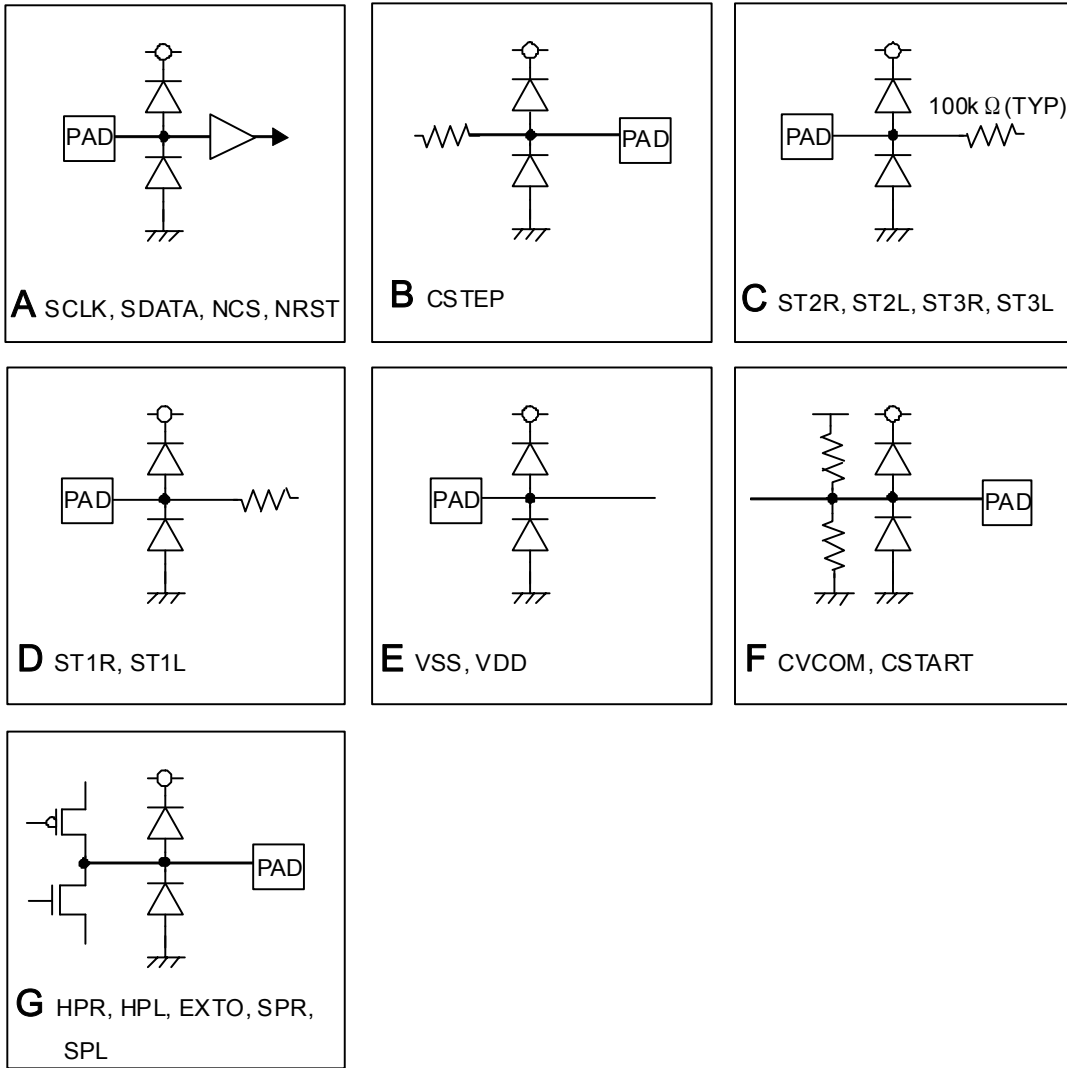 PAD
A SCLK, SDATA, NCS, NRST
PAD
B CSTEP
100k Ω (TYP)
PAD
C ST2R, ST2L, ST3R, ST3L
PAD
D ST1R, ST1L
PAD
E VSS, VDD
PAD
F CVCOM, CSTART
PAD
G HPR, HPL, EXTO, SPR,
SPL